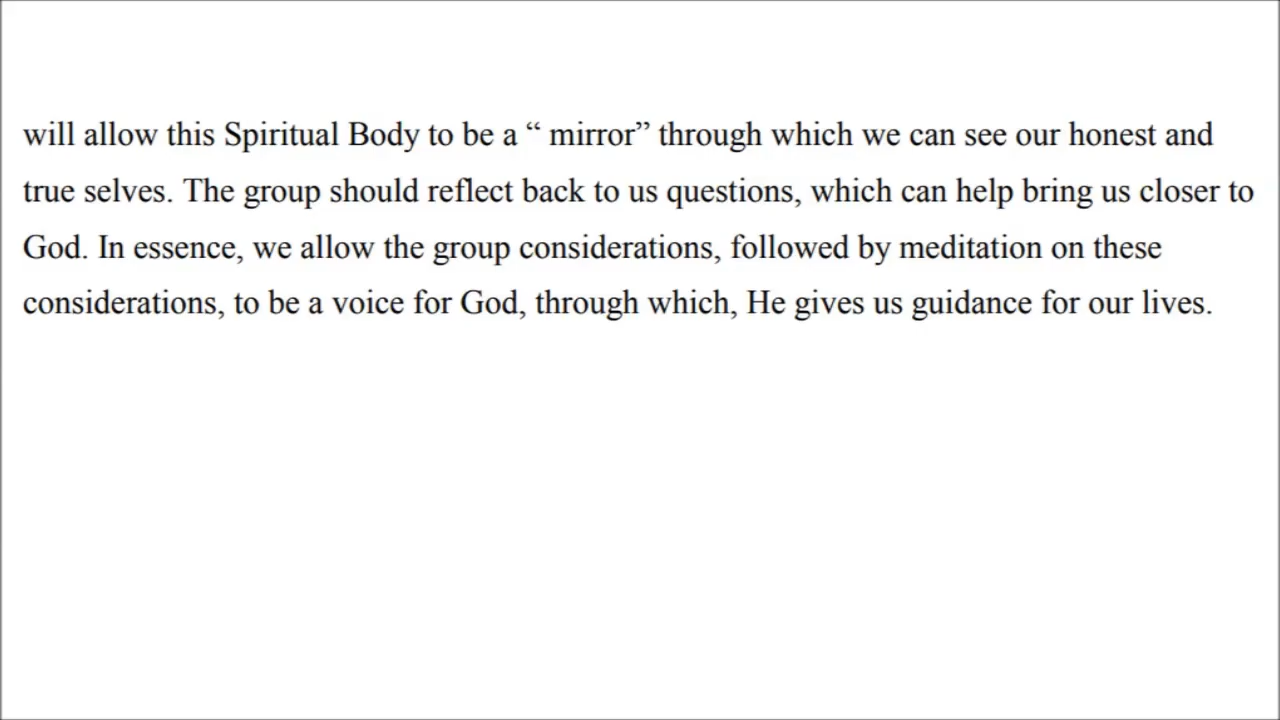 will allow this Spiritual Body to be a “ mirror” through which we can see our honest and
true selves. The group should reflect back to us questions, which can help bring us closer to
God. In essence, we allow the group considerations, followed by meditation on these
considerations, to be a voice for God, through which, He gives us guidance for our lives.